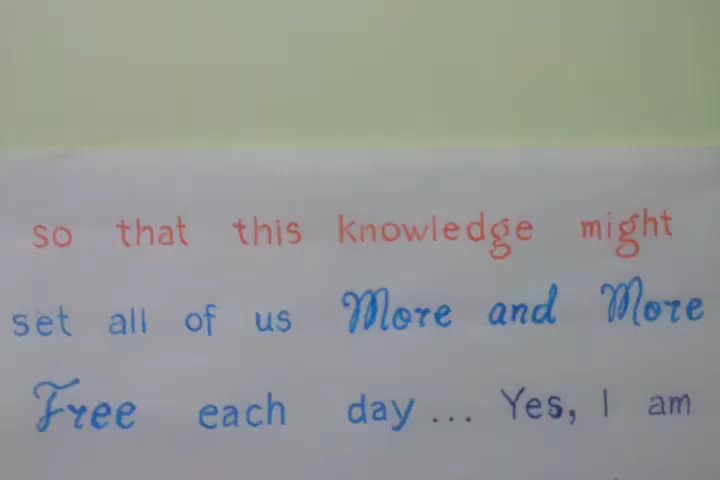 so that this knowledge might
set all of us More and More
Free each day... Yes, I am